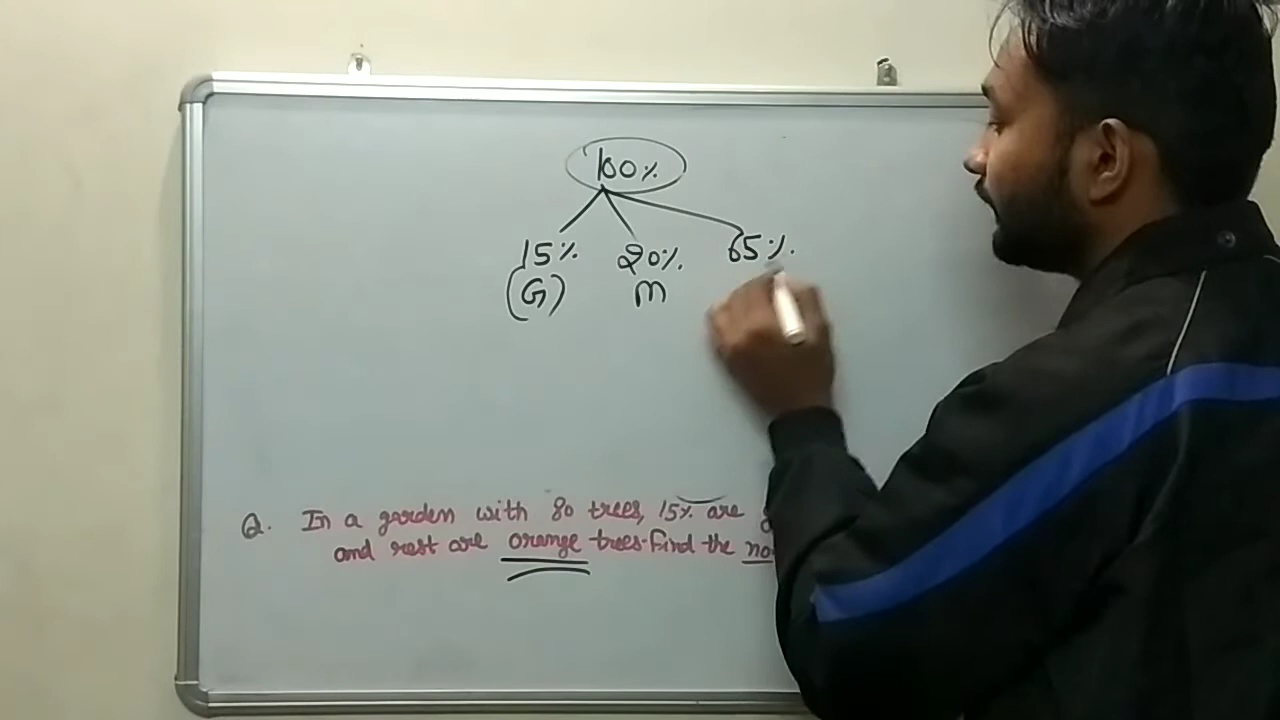 100%
15% 20% 65%
(G) M
Q. In a garden with 80 trees, 15% are
and rest are orange trees. Find the no